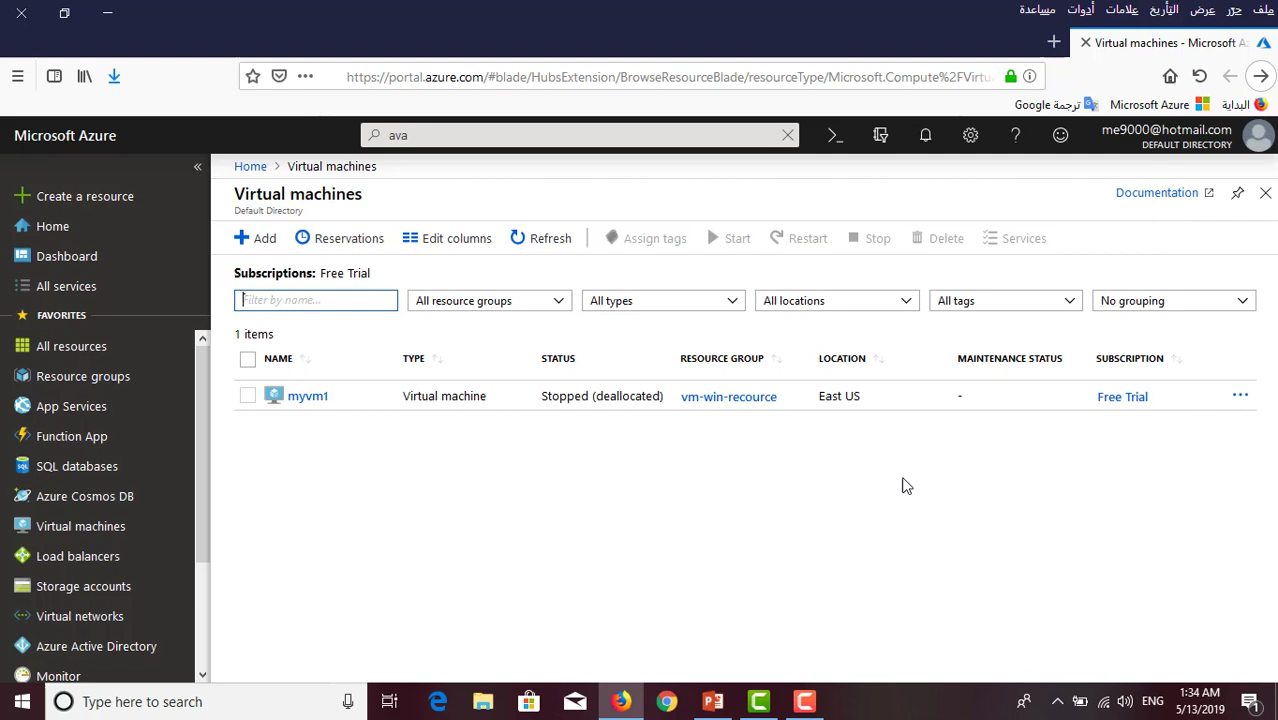 ملف حرّر عرض التأريخ علامات أدوات مساعدة
Virtual machines - Microsoft Az
https://portal.azure.com/#blade/HubsExtension/BrowseResourceBlade/resourceType/Microsoft.Compute%2FVirtu
البداية Microsoft Azure ترجمة Google
Microsoft Azure
ava
me9000@hotmail.com
DEFAULT DIRECTORY
Create a resource
Home
Dashboard
All services
FAVORITES
All resources
Resource groups
App Services
Function App
SQL databases
Azure Cosmos DB
Virtual machines
Load balancers
Storage accounts
Virtual networks
Azure Active Directory
Monitor
Home > Virtual machines
Virtual machines
Default Directory
Documentation
Add Reservations Edit columns Refresh Assign tags Start Restart Stop Delete Services
Subscriptions: Free Trial
Filter by name... All resource groups All types All locations All tags No grouping
1 items
NAME TYPE STATUS RESOURCE GROUP LOCATION MAINTENANCE STATUS SUBSCRIPTION
myvm1 Virtual machine Stopped (deallocated) vm-win-recource East US - Free Trial
Type here to search
ENG
1:34 AM
5/13/2019
1